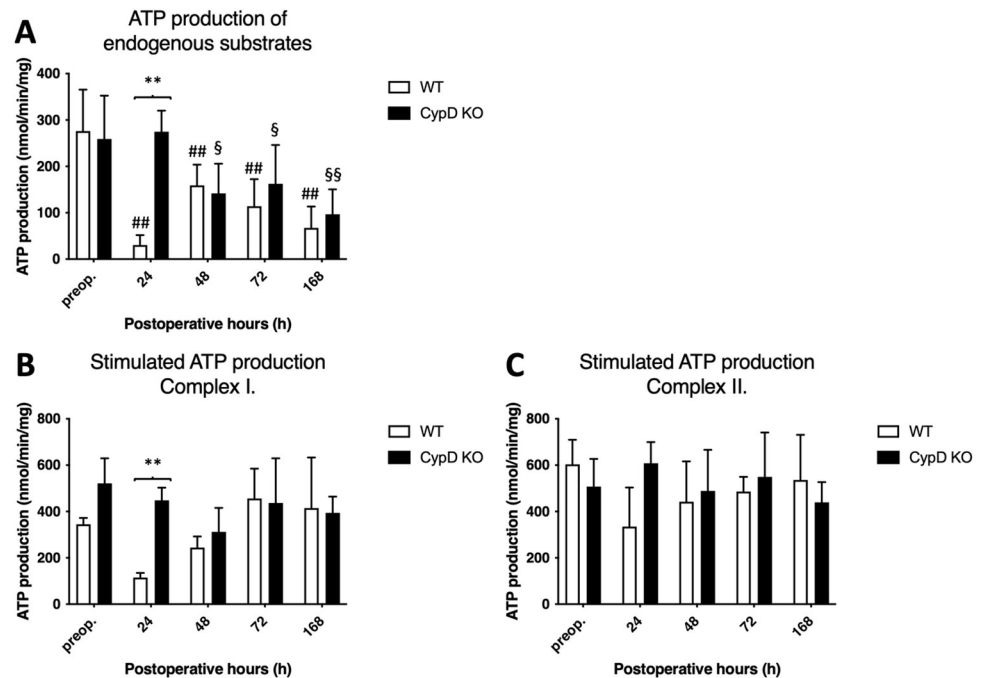 A
ATP production of
endogenous substrates
ATP production (nmol/min/mg)
400
300
200
100
0
**
##
##
§
##
§
##
§§
WT
CypD KO
preop.
24
48
72
168
Postoperative hours (h)
B
Stimulated ATP production
Complex I.
ATP production (nmol/min/mg)
800
600
400
200
0
**
WT
CypD KO
preop.
24
48
72
168
Postoperative hours (h)
C
Stimulated ATP production
Complex II.
ATP production (nmol/min/mg)
800
600
400
200
0
WT
CypD KO
preop.
24
48
72
168
Postoperative hours (h)